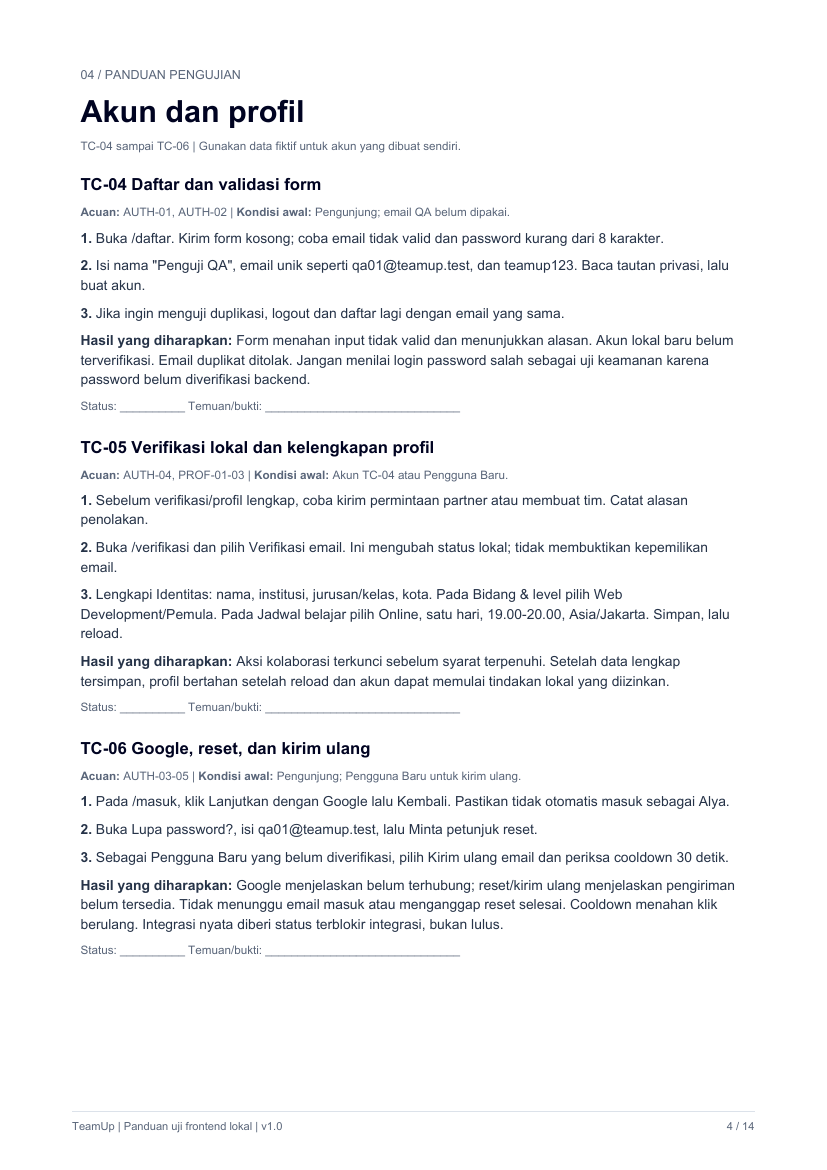 04 / PANDUAN PENGUJIAN
Akun dan profil
TC-04 sampai TC-06 | Gunakan data fiktif untuk akun yang dibuat sendiri.
TC-04 Daftar dan validasi form
Acuan: AUTH-01, AUTH-02 | Kondisi awal: Pengunjung; email QA belum dipakai.
1. Buka /daftar. Kirim form kosong; coba email tidak valid dan password kurang dari 8 karakter.
2. Isi nama "Penguji QA", email unik seperti qa01@teamup.test, dan teamup123. Baca tautan privasi, lalu
buat akun.
3. Jika ingin menguji duplikasi, logout dan daftar lagi dengan email yang sama.
Hasil yang diharapkan: Form menahan input tidak valid dan menunjukkan alasan. Akun lokal baru belum
terverifikasi. Email duplikat ditolak. Jangan menilai login password salah sebagai uji keamanan karena
password belum diverifikasi backend.
Status: __________ Temuan/bukti: ______________________________
TC-05 Verifikasi lokal dan kelengkapan profil
Acuan: AUTH-04, PROF-01-03 | Kondisi awal: Akun TC-04 atau Pengguna Baru.
1. Sebelum verifikasi/profil lengkap, coba kirim permintaan partner atau membuat tim. Catat alasan
penolakan.
2. Buka /verifikasi dan pilih Verifikasi email. Ini mengubah status lokal; tidak membuktikan kepemilikan
email.
3. Lengkapi Identitas: nama, institusi, jurusan/kelas, kota. Pada Bidang & level pilih Web
Development/Pemula. Pada Jadwal belajar pilih Online, satu hari, 19.00-20.00, Asia/Jakarta. Simpan, lalu
reload.
Hasil yang diharapkan: Aksi kolaborasi terkunci sebelum syarat terpenuhi. Setelah data lengkap
tersimpan, profil bertahan setelah reload dan akun dapat memulai tindakan lokal yang diizinkan.
Status: __________ Temuan/bukti: ______________________________
TC-06 Google, reset, dan kirim ulang
Acuan: AUTH-03-05 | Kondisi awal: Pengunjung; Pengguna Baru untuk kirim ulang.
1. Pada /masuk, klik Lanjutkan dengan Google lalu Kembali. Pastikan tidak otomatis masuk sebagai Alya.
2. Buka Lupa password?, isi qa01@teamup.test, lalu Minta petunjuk reset.
3. Sebagai Pengguna Baru yang belum diverifikasi, pilih Kirim ulang email dan periksa cooldown 30 detik.
Hasil yang diharapkan: Google menjelaskan belum terhubung; reset/kirim ulang menjelaskan pengiriman
belum tersedia. Tidak menunggu email masuk atau menganggap reset selesai. Cooldown menahan klik
berulang. Integrasi nyata diberi status terblokir integrasi, bukan lulus.
Status: __________ Temuan/bukti: ______________________________
TeamUp | Panduan uji frontend lokal | v1.0
4 / 14